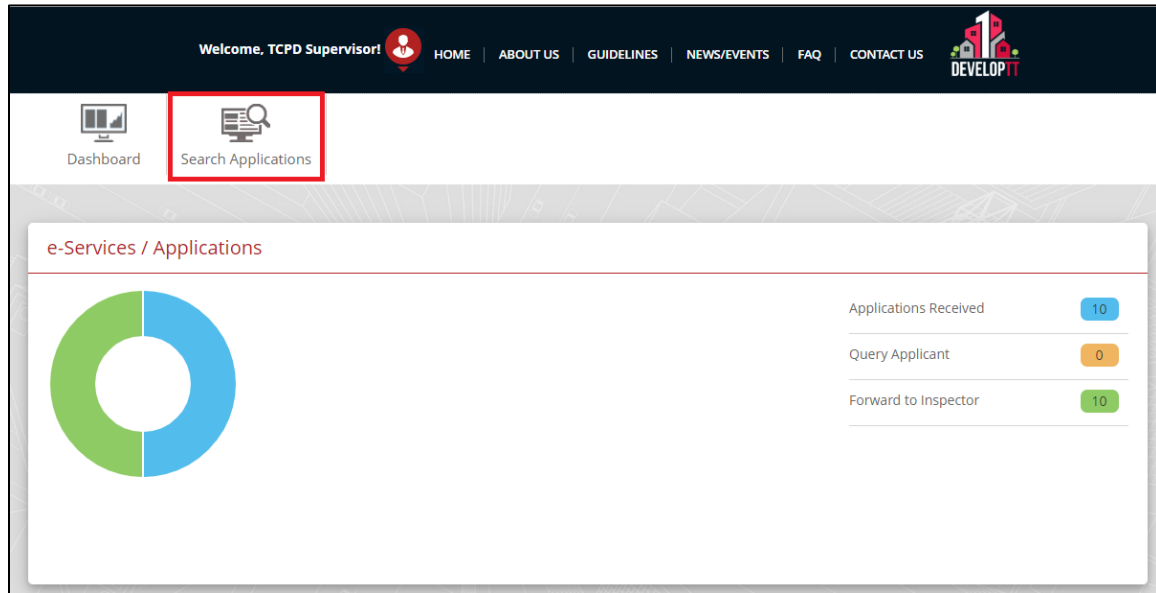 Welcome, TCPD Supervisor!
HOME | ABOUT US | GUIDELINES | NEWS/EVENTS | FAQ | CONTACT US
DEVELOPTT
Dashboard
Search Applications
e-Services / Applications
Applications Received 10
Query Applicant 0
Forward to Inspector 10